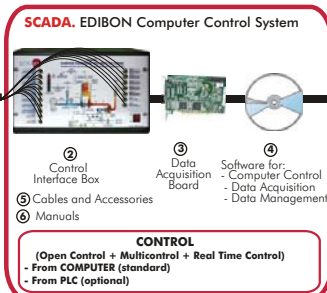 SCADA. EDIBON Computer Control System
②
Control
Interface Box
③
Data
Acquisition
Board
④
Software for:
- Computer Control
- Data Acquisition
- Data Management
⑤ Cables and Accessories
⑥ Manuals
CONTROL
(Open Control + Multicontrol + Real Time Control)
- From COMPUTER (standard)
- From PLC (optional)